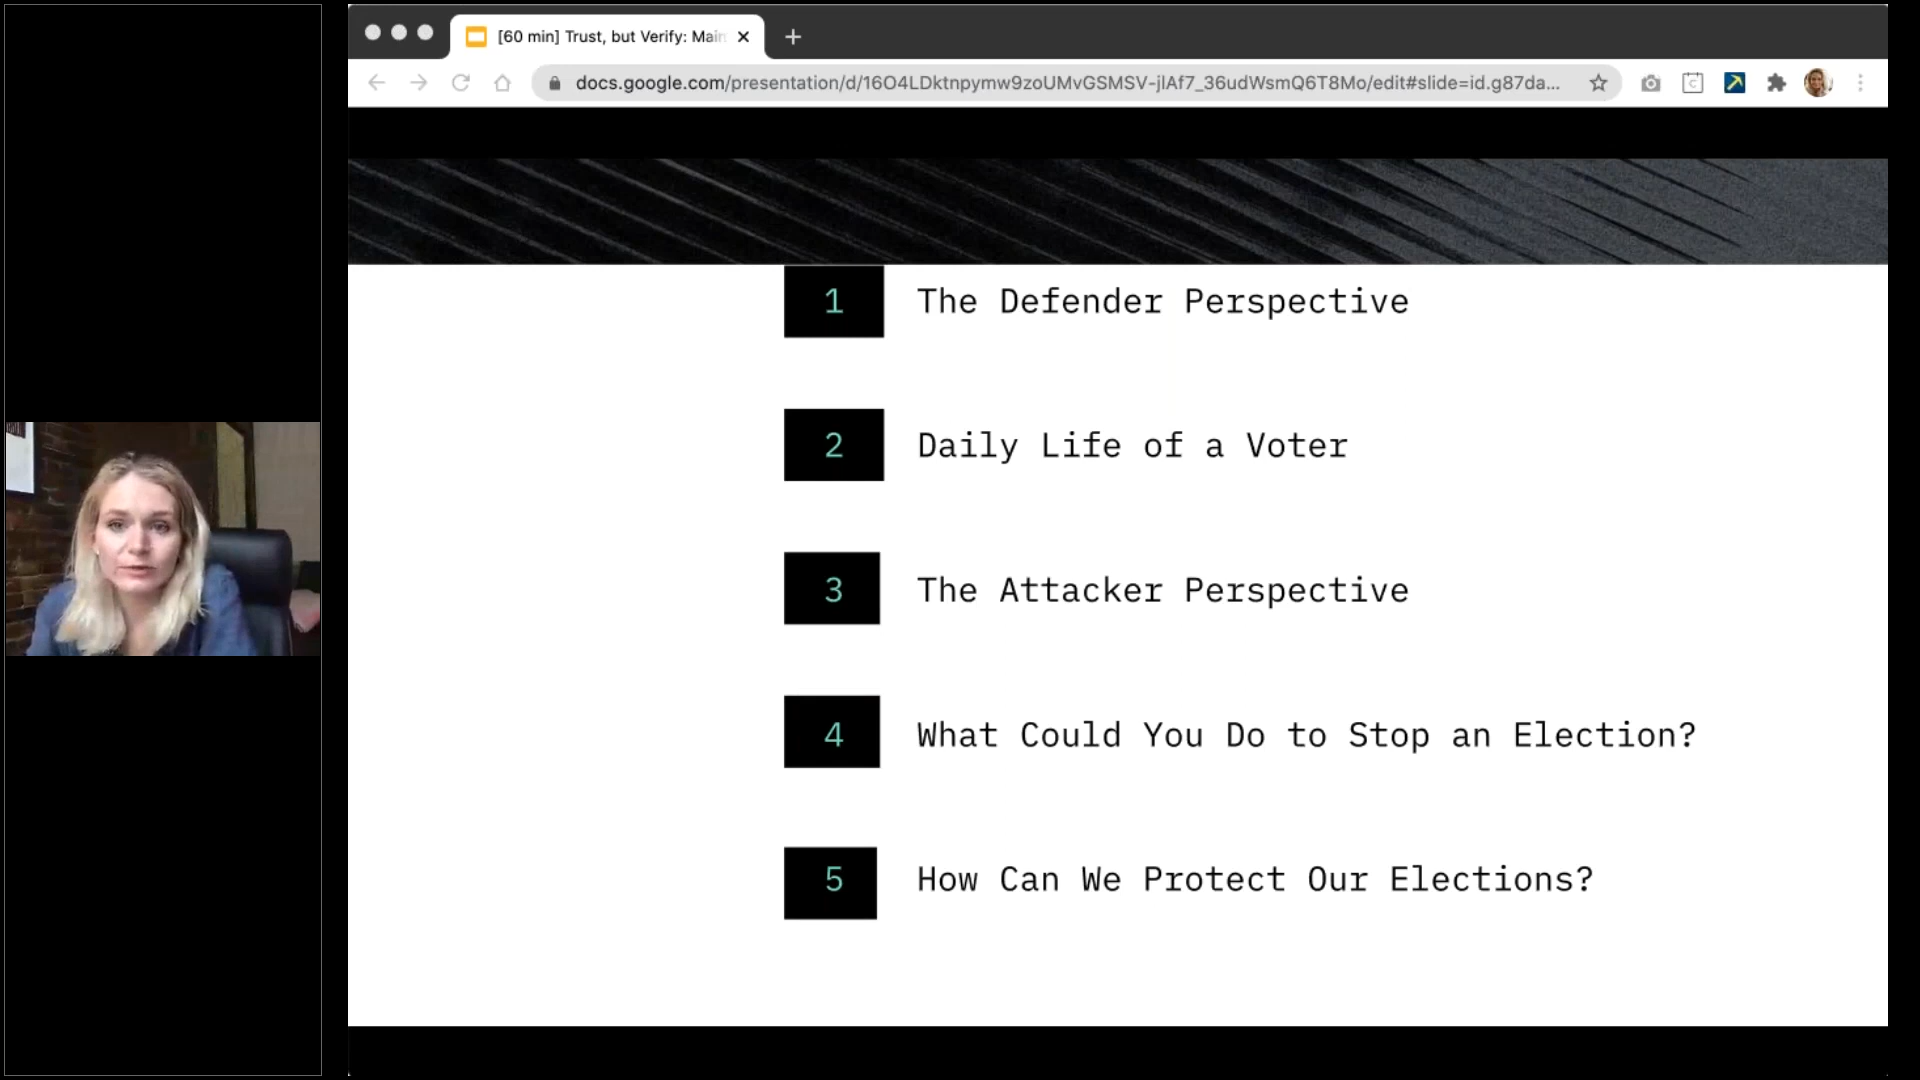 [60 min] Trust, but Verify: Main
docs.google.com/presentation/d/16O4LDktnpymw9zoUMvGSMSV-jlAf7_36udWsmQ6T8Mo/edit#slide=id.g87da...
1 The Defender Perspective
2 Daily Life of a Voter
3 The Attacker Perspective
4 What Could You Do to Stop an Election?
5 How Can We Protect Our Elections?